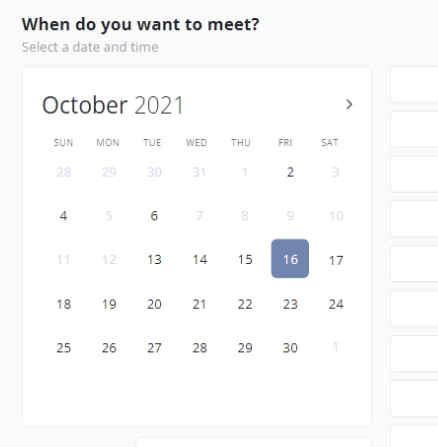 When do you want to meet?
Select a date and time
October 2021
SUN MON TUE WED THU FRI SAT
28 29 30 31 1 2 3
4 5 6 7 8 9 10
11 12 13 14 15 16 17
18 19 20 21 22 23 24
25 26 27 28 29 30 1